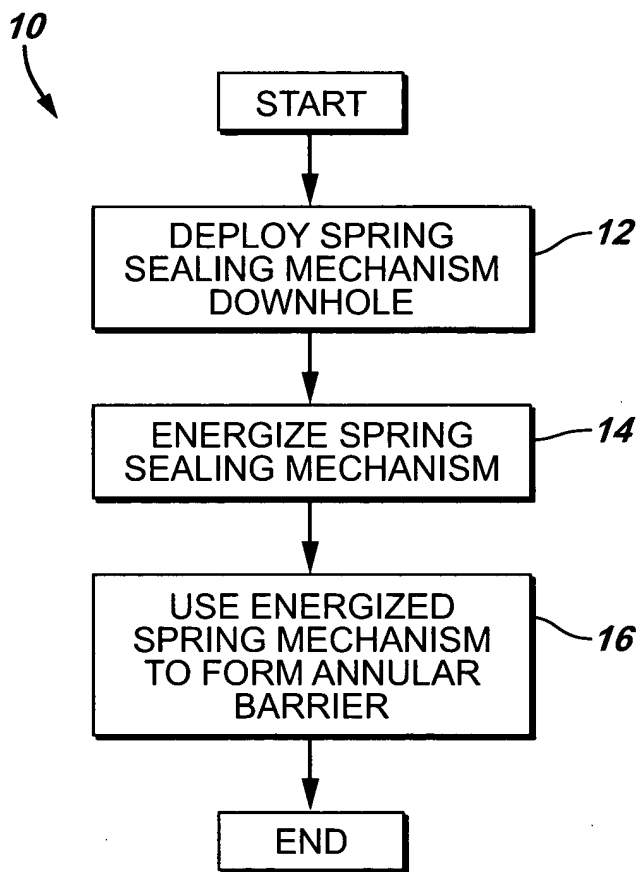 10
START
DEPLOY SPRING
SEALING MECHANISM
DOWNHOLE
12
ENERGIZE SPRING
SEALING MECHANISM
14
USE ENERGIZED
SPRING MECHANISM
TO FORM ANNULAR
BARRIER
16
END